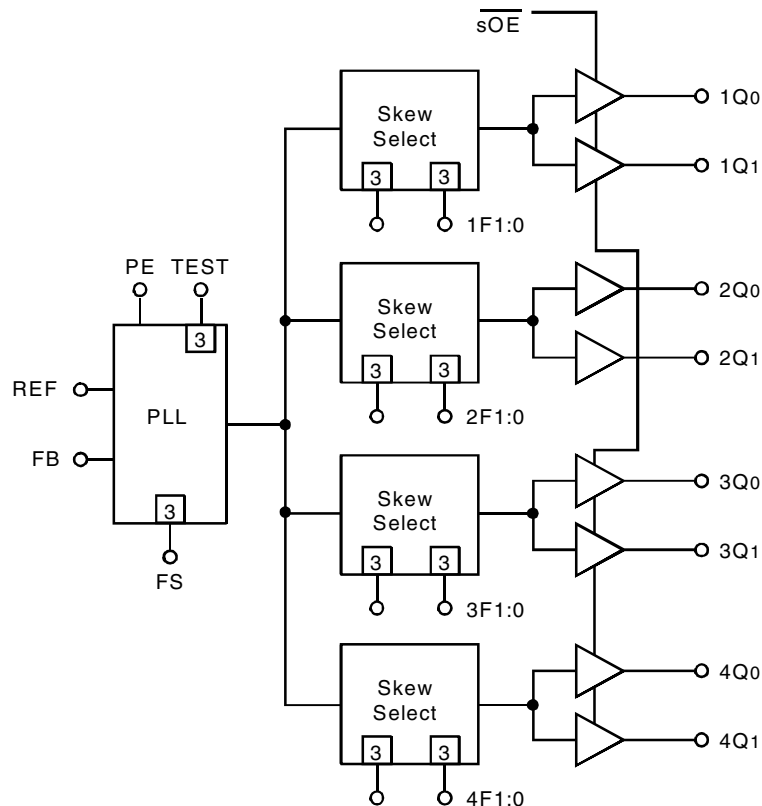 sOE
1Q0
Skew
Select
3 3
1Q1
1F1:0
PE TEST
2Q0
Skew
Select
3
3 3
2Q1
REF
PLL
2F1:0
FB
3Q0
Skew
Select
3
3 3
3Q1
FS
3F1:0
4Q0
Skew
Select
3 3
4Q1
4F1:0